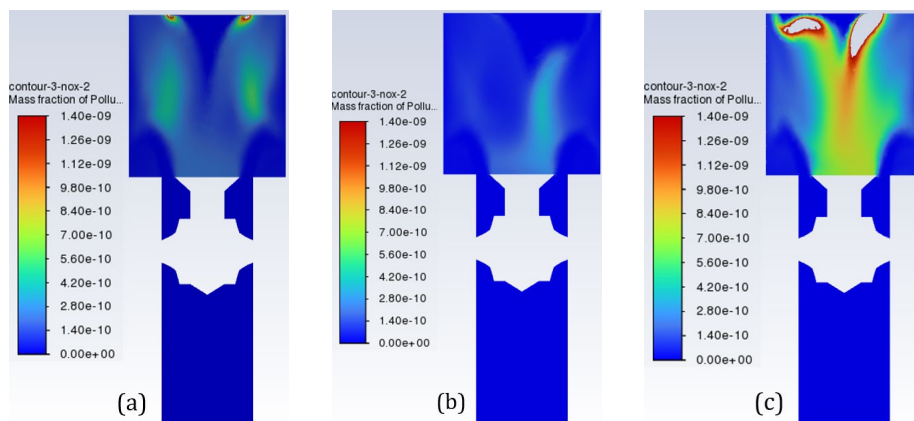 contour-3-nox-2
Mass fraction of Pollu...
1.40e-09
1.26e-09
1.12e-09
9.80e-10
8.40e-10
7.00e-10
5.60e-10
4.20e-10
2.80e-10
1.40e-10
0.00e+00
(a)
contour-3-nox-2
Mass fraction of Pollu...
1.40e-09
1.26e-09
1.12e-09
9.80e-10
8.40e-10
7.00e-10
5.60e-10
4.20e-10
2.80e-10
1.40e-10
0.00e+00
(b)
contour-3-nox-2
Mass fraction of Pollu...
1.40e-09
1.26e-09
1.12e-09
9.80e-10
8.40e-10
7.00e-10
5.60e-10
4.20e-10
2.80e-10
1.40e-10
0.00e+00
(c)